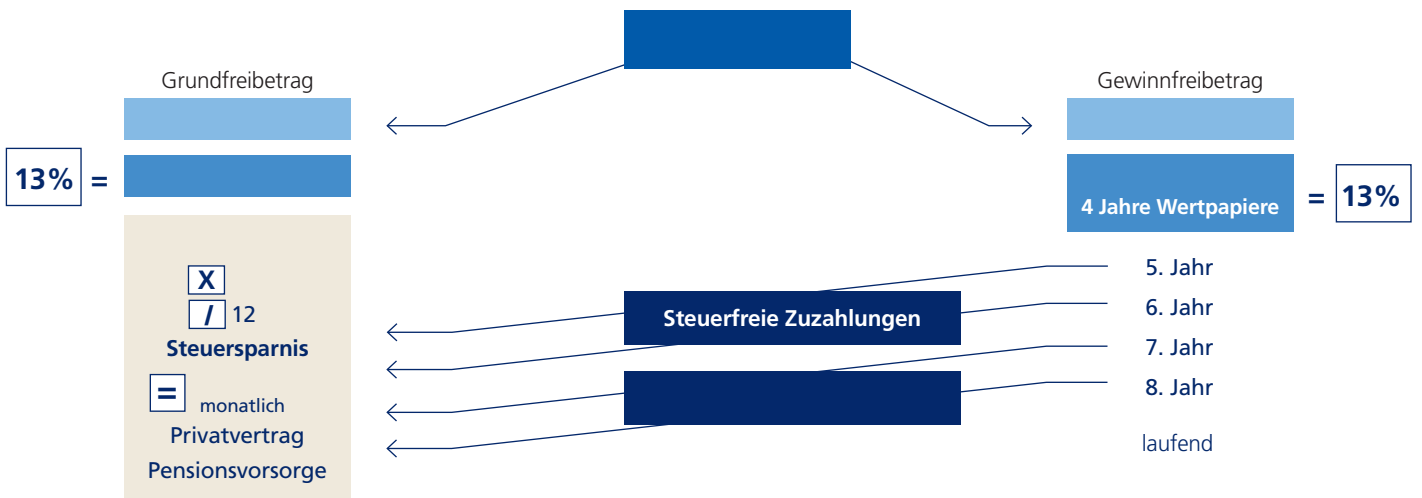 Grundfreibetrag
13% =
X
/ 12
Steuersparnis
= monatlich
Privatvertrag
Pensionsvorsorge
Steuerfreie Zuzahlungen
Gewinnfreibetrag
4 Jahre Wertpapiere
= 13%
5. Jahr
6. Jahr
7. Jahr
8. Jahr
laufend